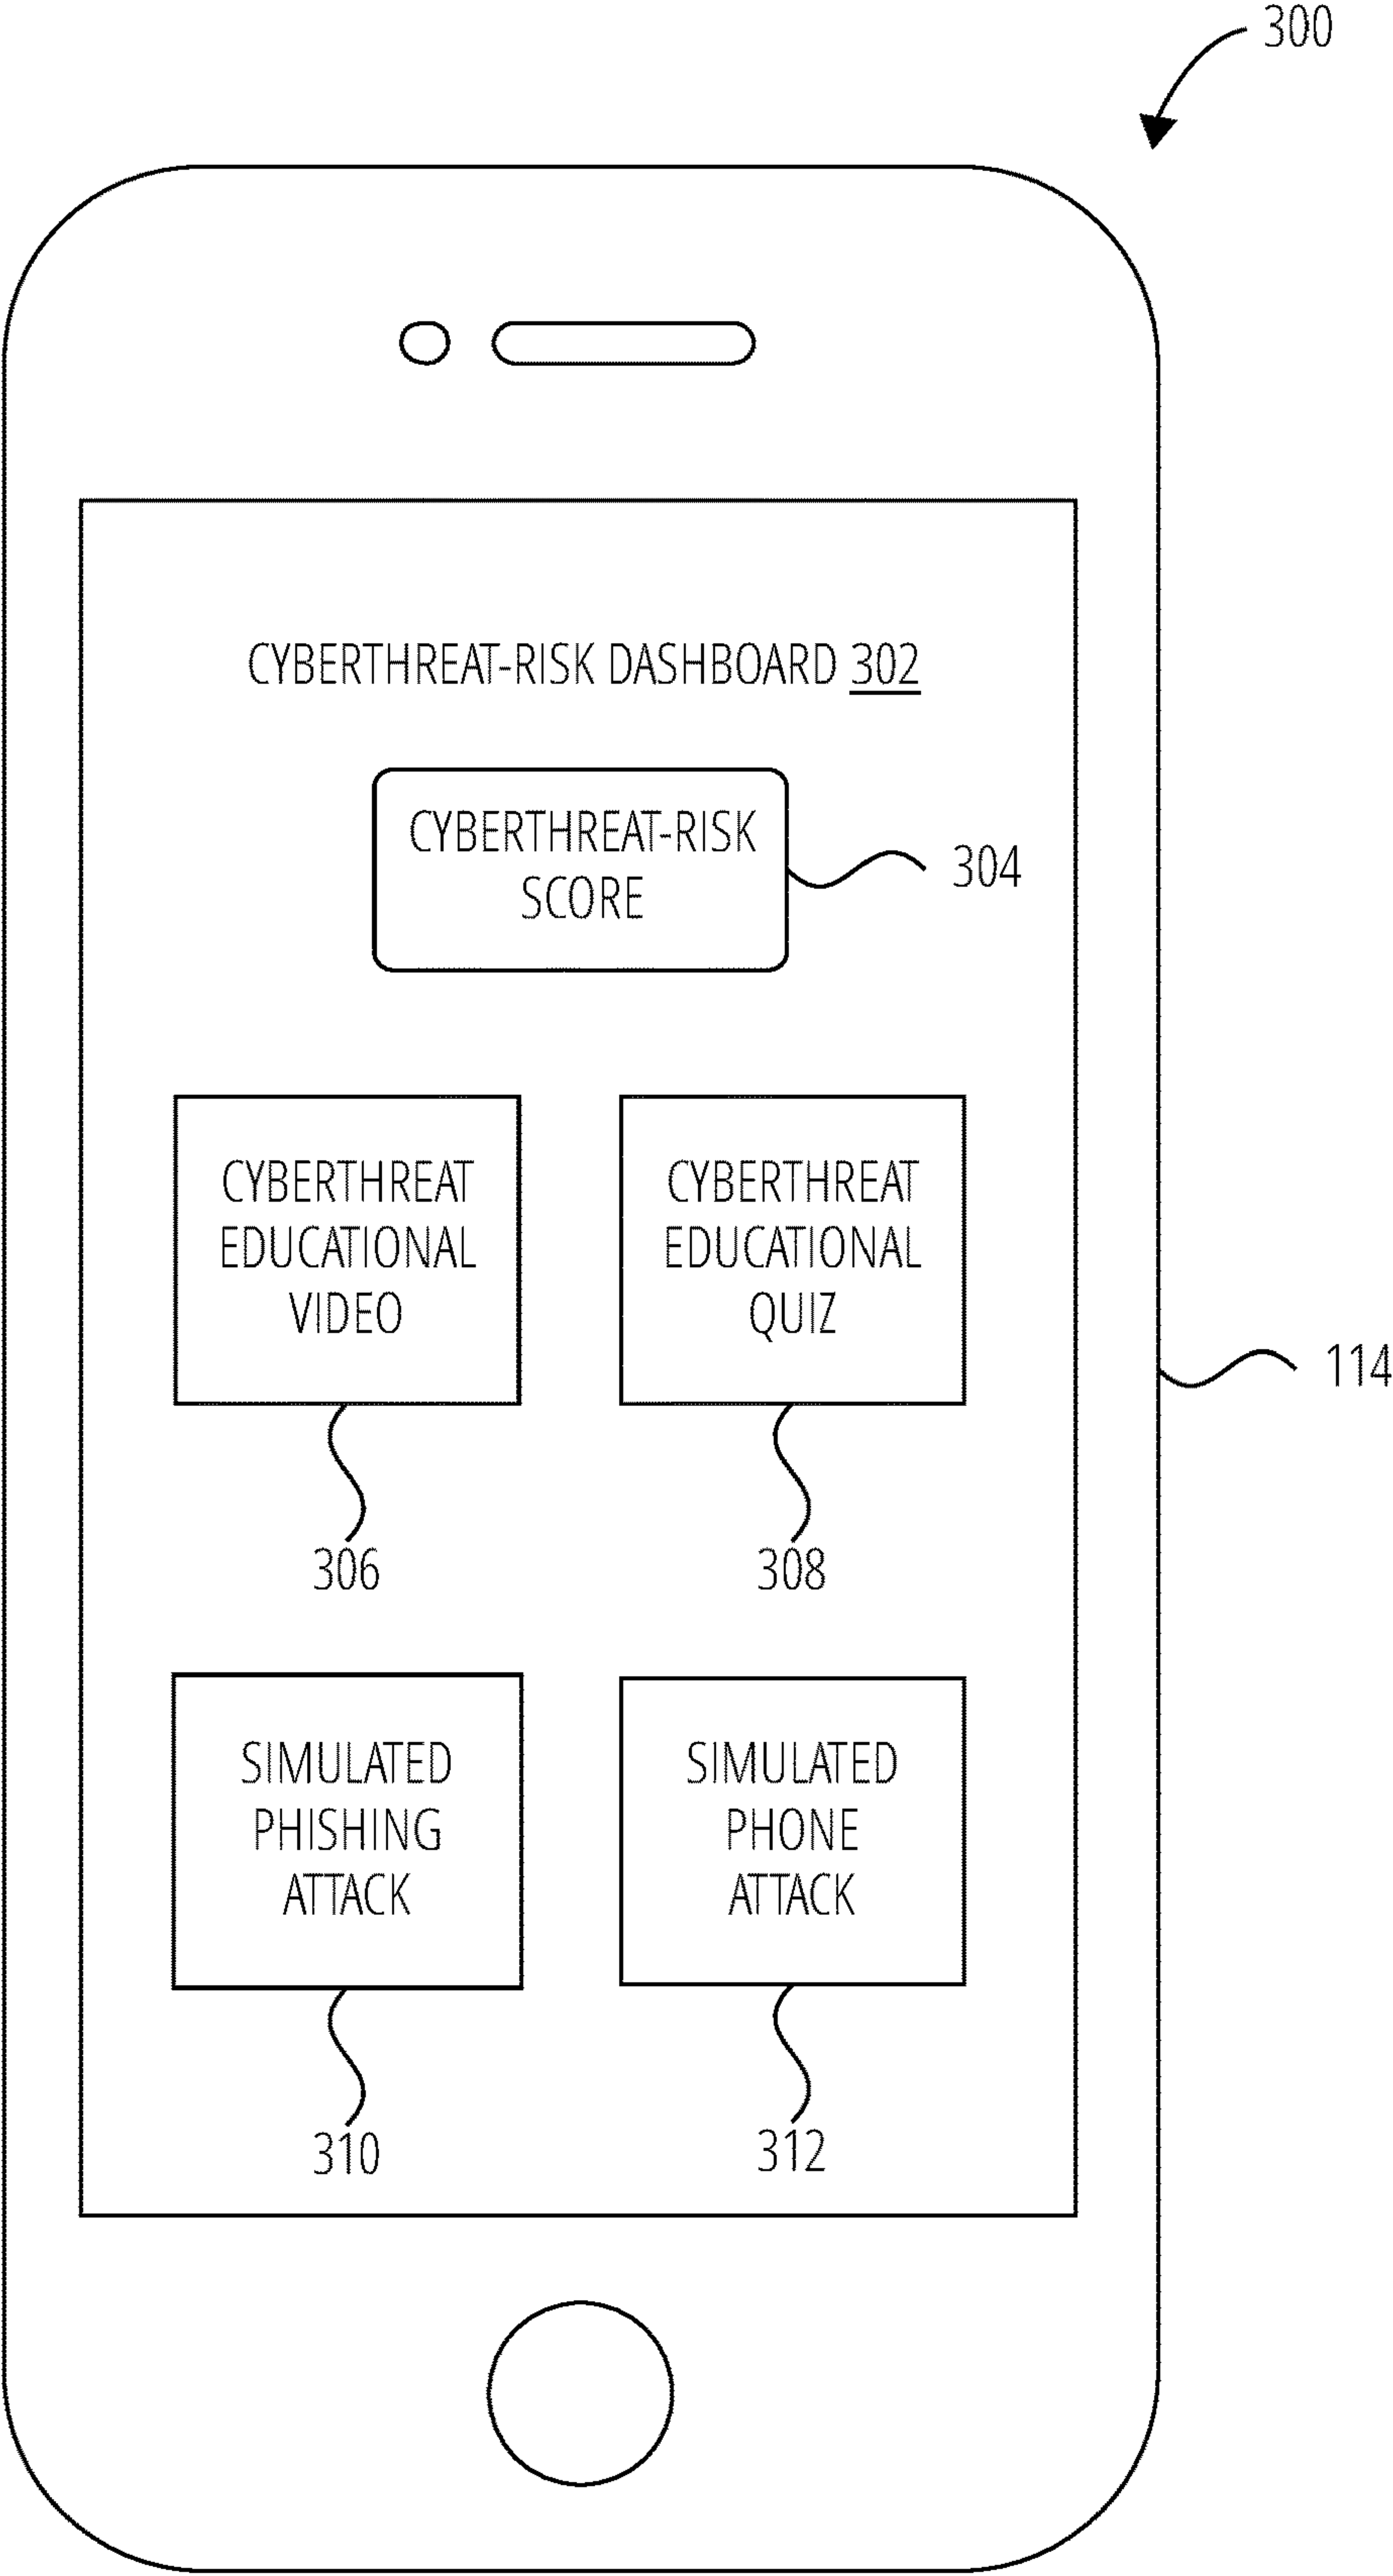 300
CYBERTHREAT-RISK DASHBOARD 302
CYBERTHREAT-RISK
SCORE
304
CYBERTHREAT
EDUCATIONAL
VIDEO
CYBERTHREAT
EDUCATIONAL
QUIZ
114
306
308
SIMULATED
PHISHING
ATTACK
SIMULATED
PHONE
ATTACK
310
312